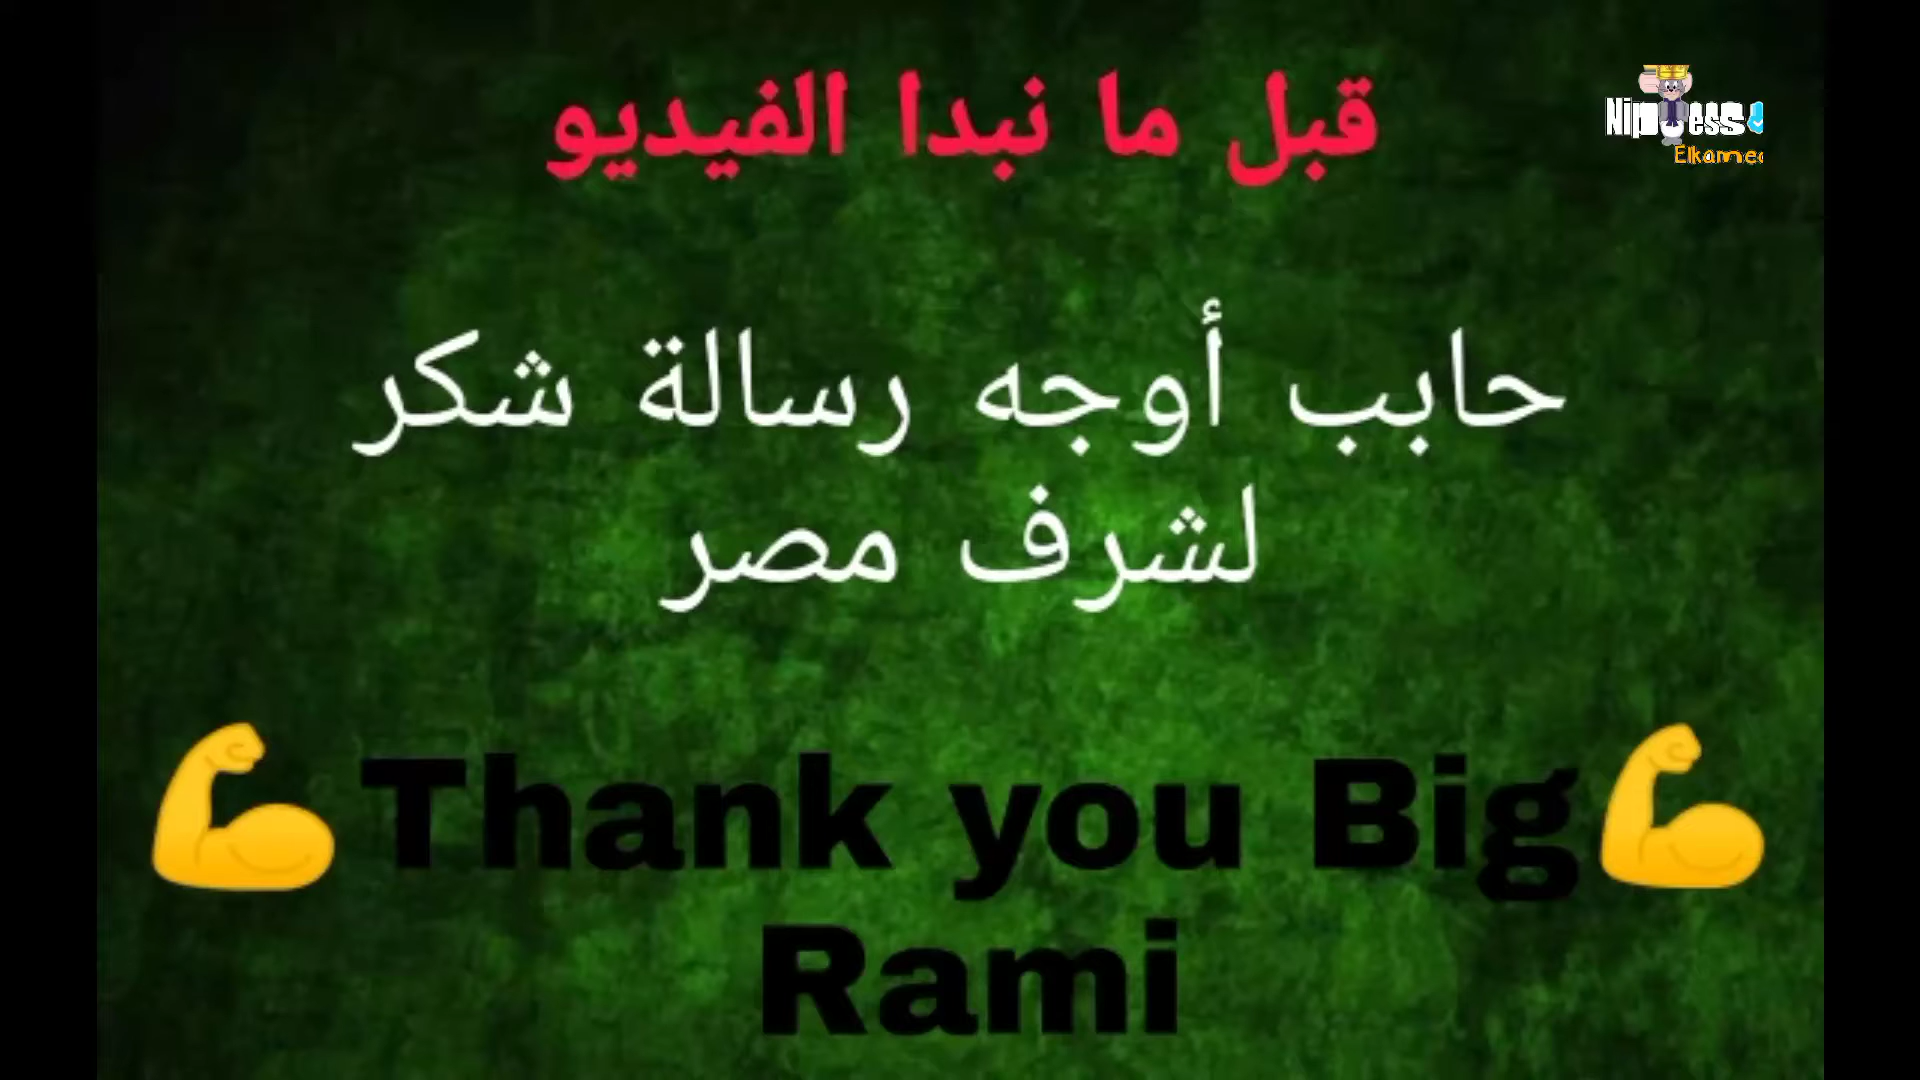 قبل ما نبدا الفيديو
حابب أوجه رسالة شكر
لشرف مصر
💪Thank you Big💪
Rami